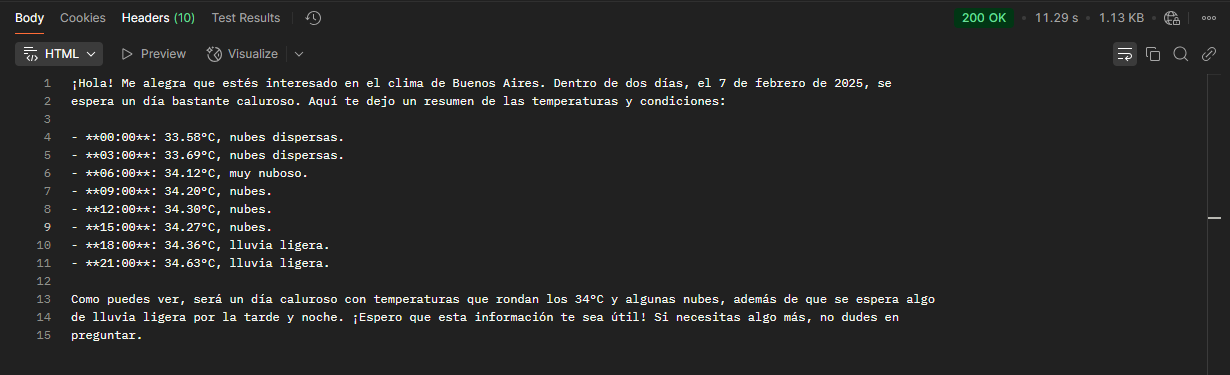 Body Cookies Headers (10) Test Results 200 OK • 11.29 s • 1.13 KB •
HTML Preview Visualize
1 ¡Hola! Me alegra que estés interesado en el clima de Buenos Aires. Dentro de dos días, el 7 de febrero de 2025, se
2 espera un día bastante caluroso. Aquí te dejo un resumen de las temperaturas y condiciones:
3
4 - **00:00**: 33.58°C, nubes dispersas.
5 - **03:00**: 33.69°C, nubes dispersas.
6 - **06:00**: 34.12°C, muy nuboso.
7 - **09:00**: 34.20°C, nubes.
8 - **12:00**: 34.30°C, nubes.
9 - **15:00**: 34.27°C, nubes.
10 - **18:00**: 34.36°C, lluvia ligera.
11 - **21:00**: 34.63°C, lluvia ligera.
12
13 Como puedes ver, será un día caluroso con temperaturas que rondan los 34°C y algunas nubes, además de que se espera algo
14 de lluvia ligera por la tarde y noche. ¡Espero que esta información te sea útil! Si necesitas algo más, no dudes en
15 preguntar.